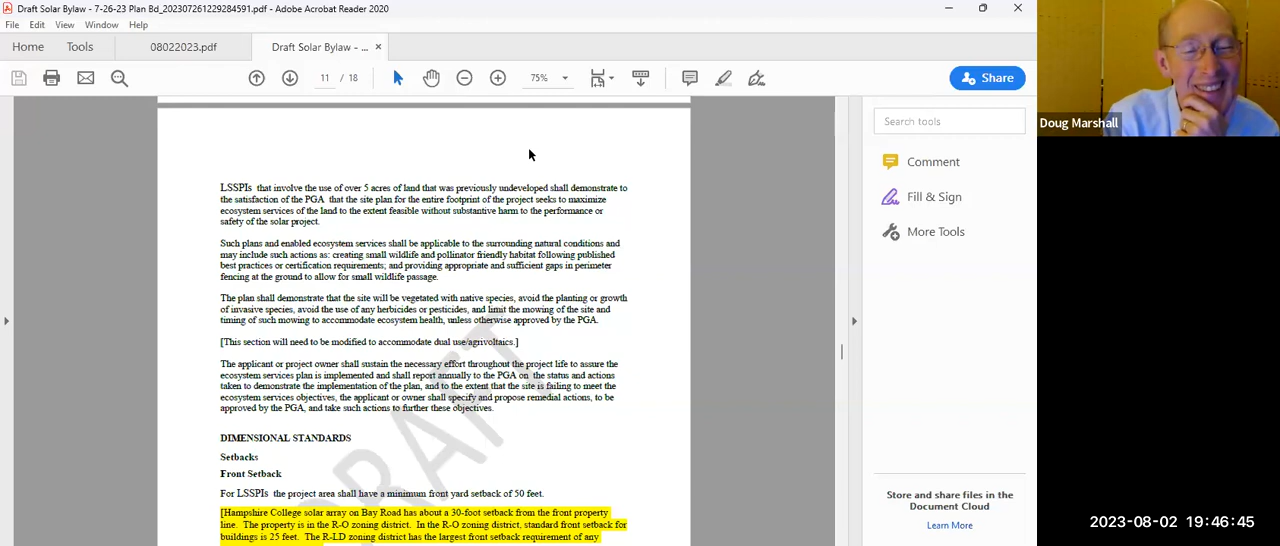 Draft Solar Bylaw - 7-26-23 Plan Bd_202307261229284591.pdf - Adobe Acrobat Reader 2020
File Edit View Window Help
Home Tools 08022023.pdf Draft Solar Bylaw - ... ×
11 / 18 75% Share
Doug Marshall
Search tools
Comment
Fill & Sign
More Tools
LSSPIs that involve the use of over 5 acres of land that was previously undeveloped shall demonstrate to
the satisfaction of the PGA that the site plan for the entire footprint of the project seeks to maximize
ecosystem services of the land to the extent feasible without substantive harm to the performance or
safety of the solar project.
Such plans and enabled ecosystem services shall be applicable to the surrounding natural conditions and
may include such actions as: creating small wildlife and pollinator friendly habitat following published
best practices or certification requirements; and providing appropriate and sufficient gaps in perimeter
fencing at the ground to allow for small wildlife passage.
The plan shall demonstrate that the site will be vegetated with native species, avoid the planting or growth
of invasive species, avoid the use of any herbicides or pesticides, and limit the mowing of the site and
timing of such mowing to accommodate ecosystem health, unless otherwise approved by the PGA.
[This section will need to be modified to accommodate dual use/agrivoltaics.]
The applicant or project owner shall sustain the necessary effort throughout the project life to assure the
ecosystem services plan is implemented and shall report annually to the PGA on the status and actions
taken to demonstrate the implementation of the plan, and to the extent that the site is failing to meet the
ecosystem services objectives, the applicant or owner shall specify and propose remedial actions, to be
approved by the PGA, and take such actions to further these objectives.
DRAFT
DIMENSIONAL STANDARDS
Setbacks
Front Setback
For LSSPIs the project area shall have a minimum front yard setback of 50 feet.
[Hampshire College solar array on Bay Road has about a 30-foot setback from the front property
line. The property is in the R-O zoning district. In the R-O zoning district, standard front setback for
buildings is 25 feet. The R-LD zoning district has the largest front setback requirement of any
Store and share files in the
Document Cloud
Learn More
2023-08-02 19:46:45